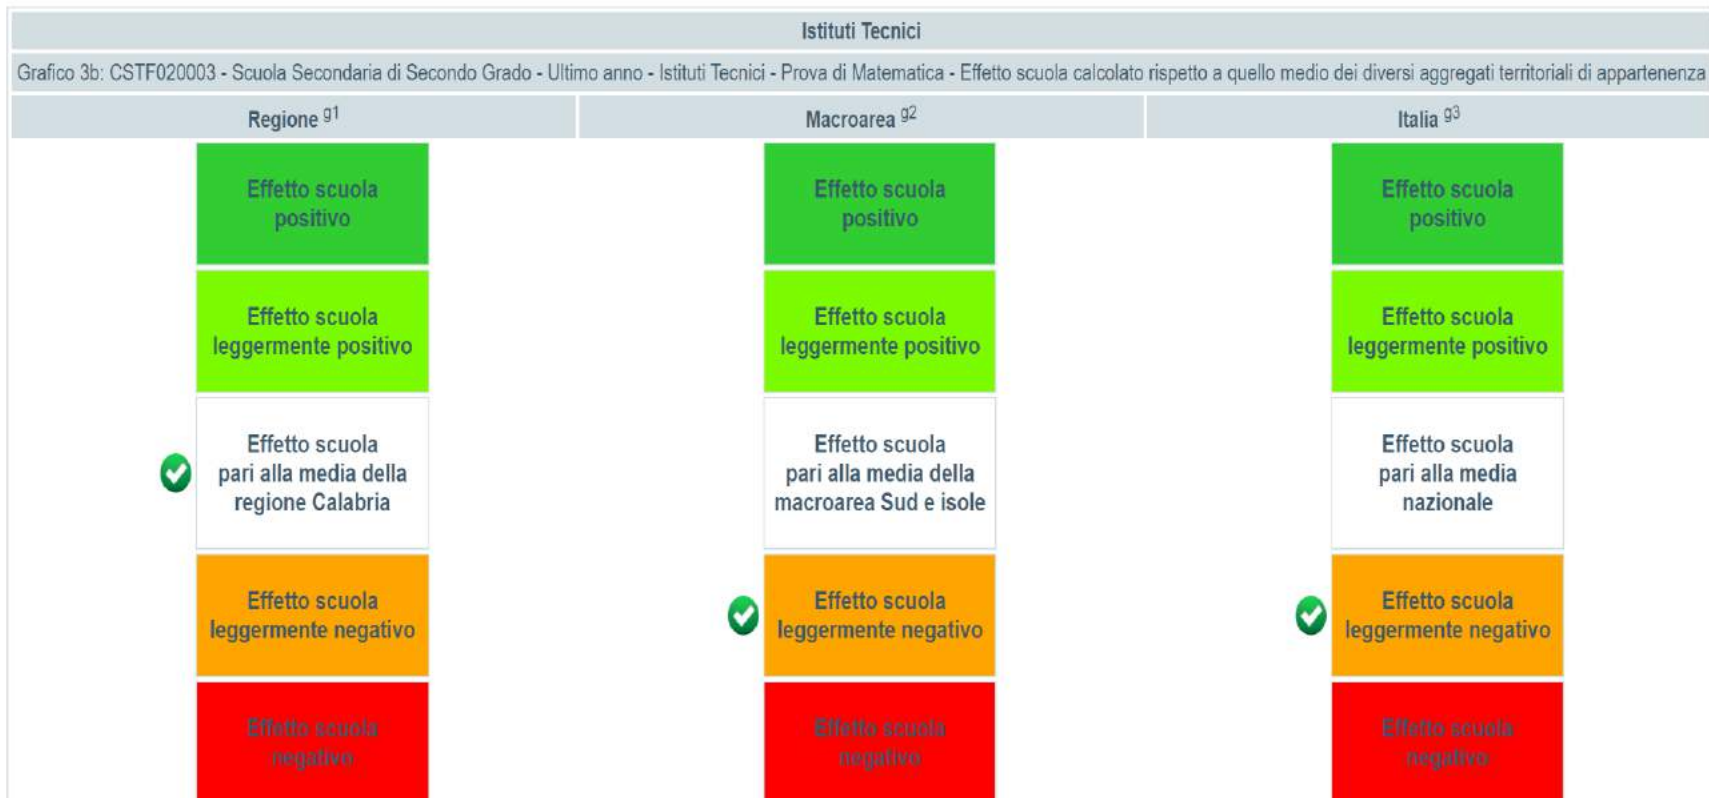 Istituti Tecnici
Grafico 3b: CSTF020003 - Scuola Secondaria di Secondo Grado - Ultimo anno - Istituti Tecnici - Prova di Matematica - Effetto scuola calcolato rispetto a quello medio dei diversi aggregati territoriali di appartenenza
Regione g1 Macroarea g2 Italia g3
Effetto scuola Effetto scuola Effetto scuola
positivo positivo positivo
Effetto scuola Effetto scuola Effetto scuola
leggermente positivo leggermente positivo leggermente positivo
Effetto scuola Effetto scuola Effetto scuola
pari alla media della pari alla media della pari alla media
regione Calabria macroarea Sud e isole nazionale
Effetto scuola Effetto scuola Effetto scuola
leggermente negativo leggermente negativo leggermente negativo
Effetto scuola Effetto scuola Effetto scuola
negativo negativo negativo